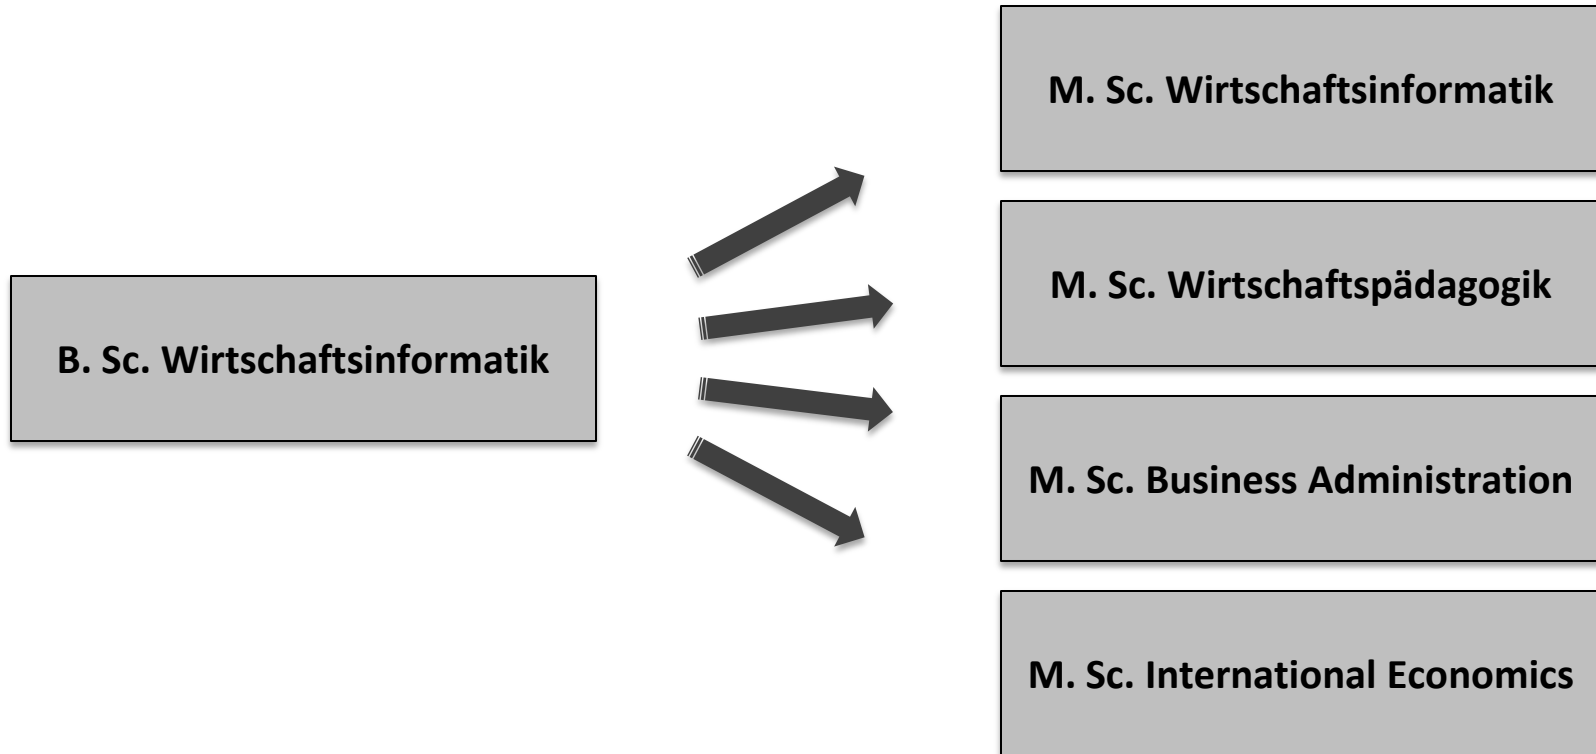 M. Sc. Wirtschaftsinformatik
M. Sc. Wirtschaftspädagogik
B. Sc. Wirtschaftsinformatik
M. Sc. Business Administration
M. Sc. International Economics